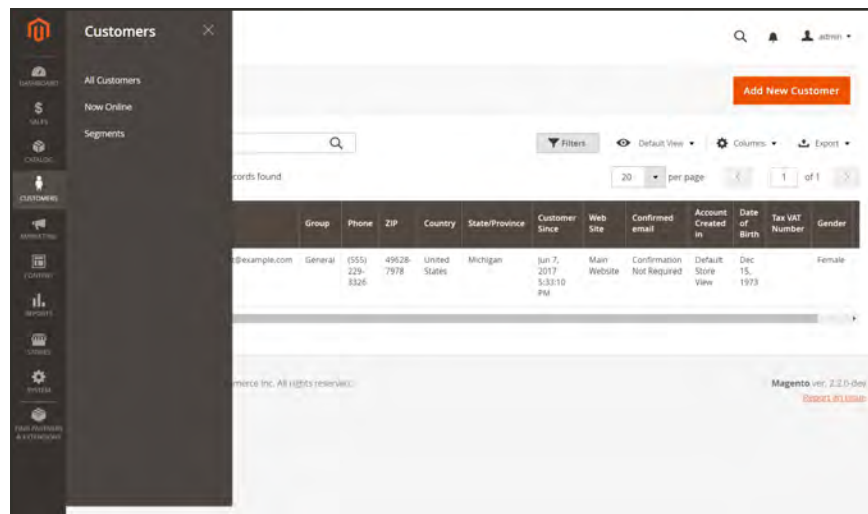 Customers
admin
DASHBOARD
All Customers
Add New Customer
$
SALES
Now Online
Segments
CATALOG
Filters
Default View
Columns
Export
CUSTOMERS
cords found
20
per page
1
of 1
MARKETING
Group
Phone
ZIP
Country
State/Province
Customer Since
Web Site
Confirmed email
Account Created in
Date of Birth
Tax VAT Number
Gender
CONTENT
t@example.com
General
(555) 229-3326
49628-7978
United States
Michigan
Jun 7, 2017 5:33:10 PM
Main Website
Confirmation Not Required
Default Store View
Dec 15, 1973
Female
REPORTS
STORES
SYSTEM
merce Inc. All rights reserved.
Magento ver. 2.2.0-dev
Report an Issue
FIND PARTNERS
& EXTENSIONS